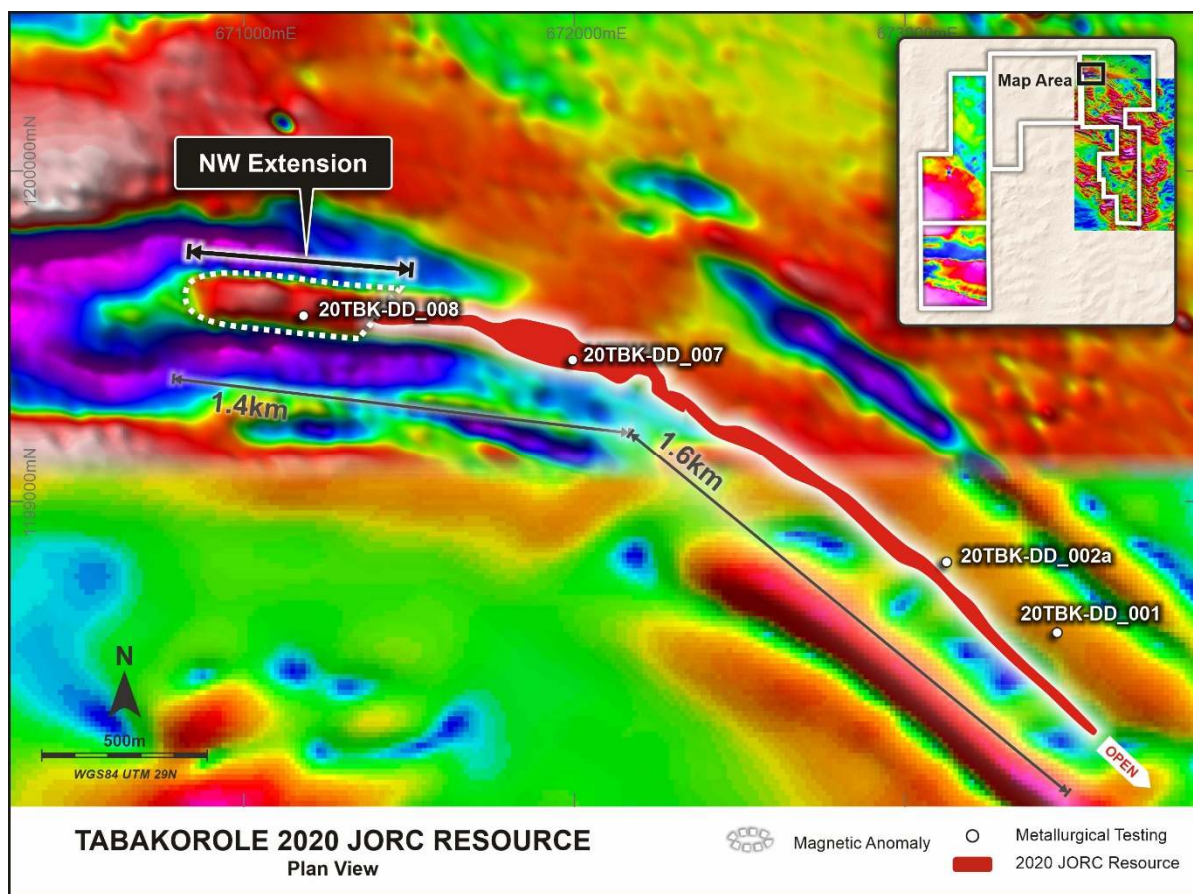 671000mE
672000mE
673000mE
Map Area
1200000mN
NW Extension
20TBK-DD_008
20TBK-DD_007
1.4km
1.6km
1199000mN
20TBK-DD_002a
20TBK-DD_001
N
500m
WGS84 UTM 29N
OPEN
TABAKOROLE 2020 JORC RESOURCE
Plan View
Magnetic Anomaly
Metallurgical Testing
2020 JORC Resource